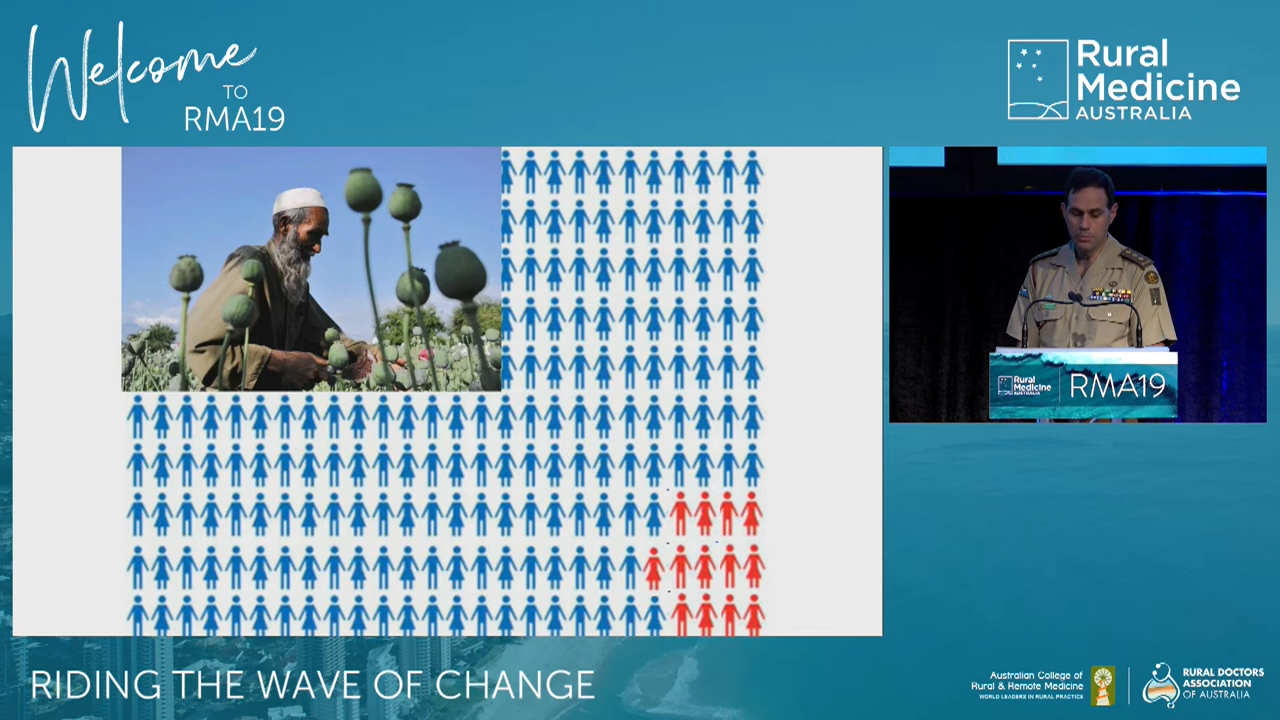 Welcome
TO
RMA19
Rural
Medicine
AUSTRALIA
Rural
Medicine
AUSTRALIA
RMA19
RIDING THE WAVE OF CHANGE
Australian College of
Rural & Remote Medicine
WORLD LEADERS IN RURAL PRACTICE
RURAL DOCTORS
ASSOCIATION
OF AUSTRALIA